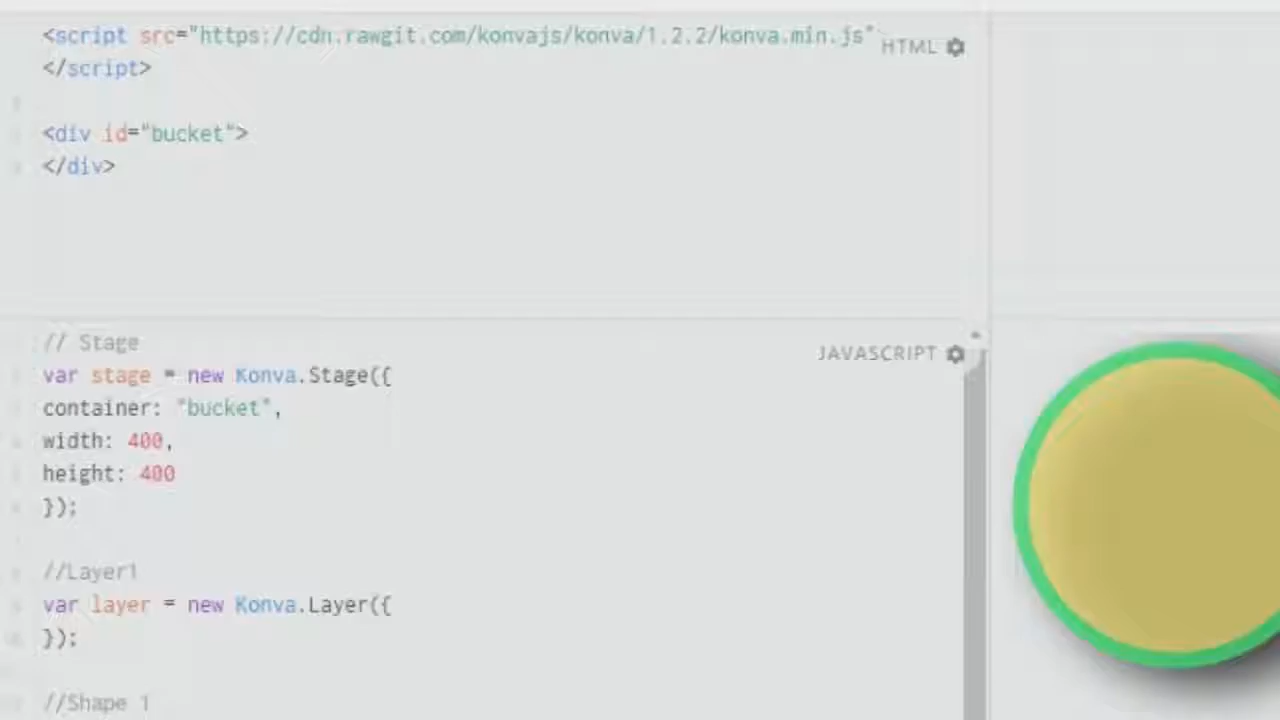 <script src="https://cdn.rawgit.com/konvajs/konva/1.2.2/konva.min.js"
</script>
HTML
<div id="bucket">
</div>
// Stage
JAVASCRIPT
var stage = new Konva.Stage({
container: "bucket",
width: 400,
height: 400
});
//Layer1
var layer = new Konva.Layer({
});
//Shape 1